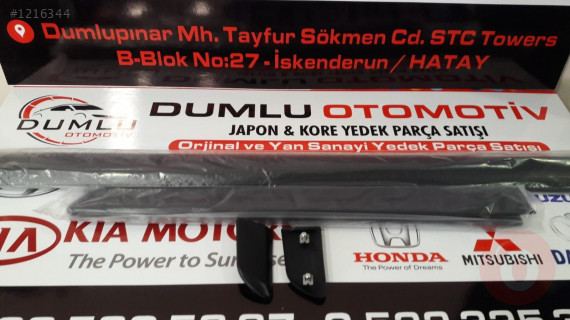 #1216344
Dumlupınar Mh. Tayfur Sökmen Cd. STC Towers
B-Blok No:27 - İskenderun / HATAY
DUMLU
OTOMOTİV
DUMLU OTOMOTİV
JAPON & KORE YEDEK PARÇA SATIŞI
Orjinal ve Yan Sanayi Yedek Parça Satışı
KIA
KIA MOTORS
The Power to Surprise
HONDA
The Power of Dreams
MITSUBISHI